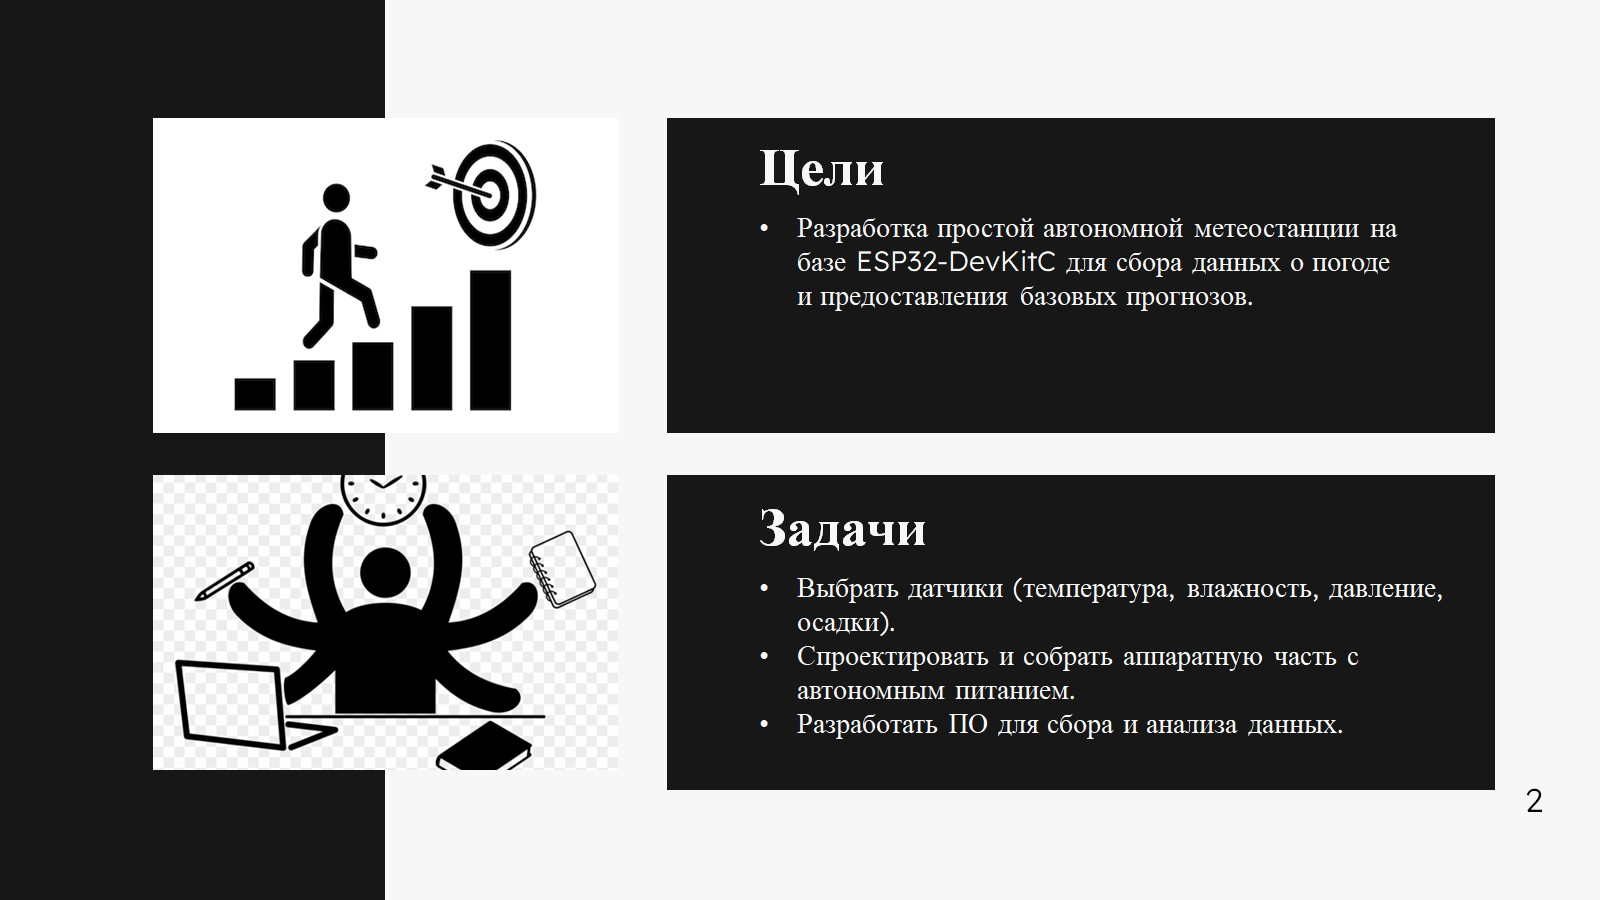 Цели
• Разработка простой автономной метеостанции на
базе ESP32-DevKitC для сбора данных о погоде
и предоставления базовых прогнозов.
Задачи
• Выбрать датчики (температура, влажность, давление,
осадки).
• Спроектировать и собрать аппаратную часть с
автономным питанием.
• Разработать ПО для сбора и анализа данных.
2